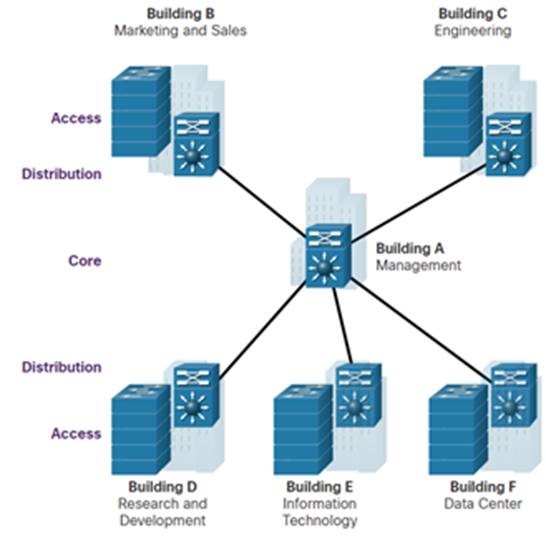 Building B
Marketing and Sales
Building C
Engineering
Access
Distribution
Core
Building A
Management
Distribution
Access
Building D
Research and
Development
Building E
Information
Technology
Building F
Data Center